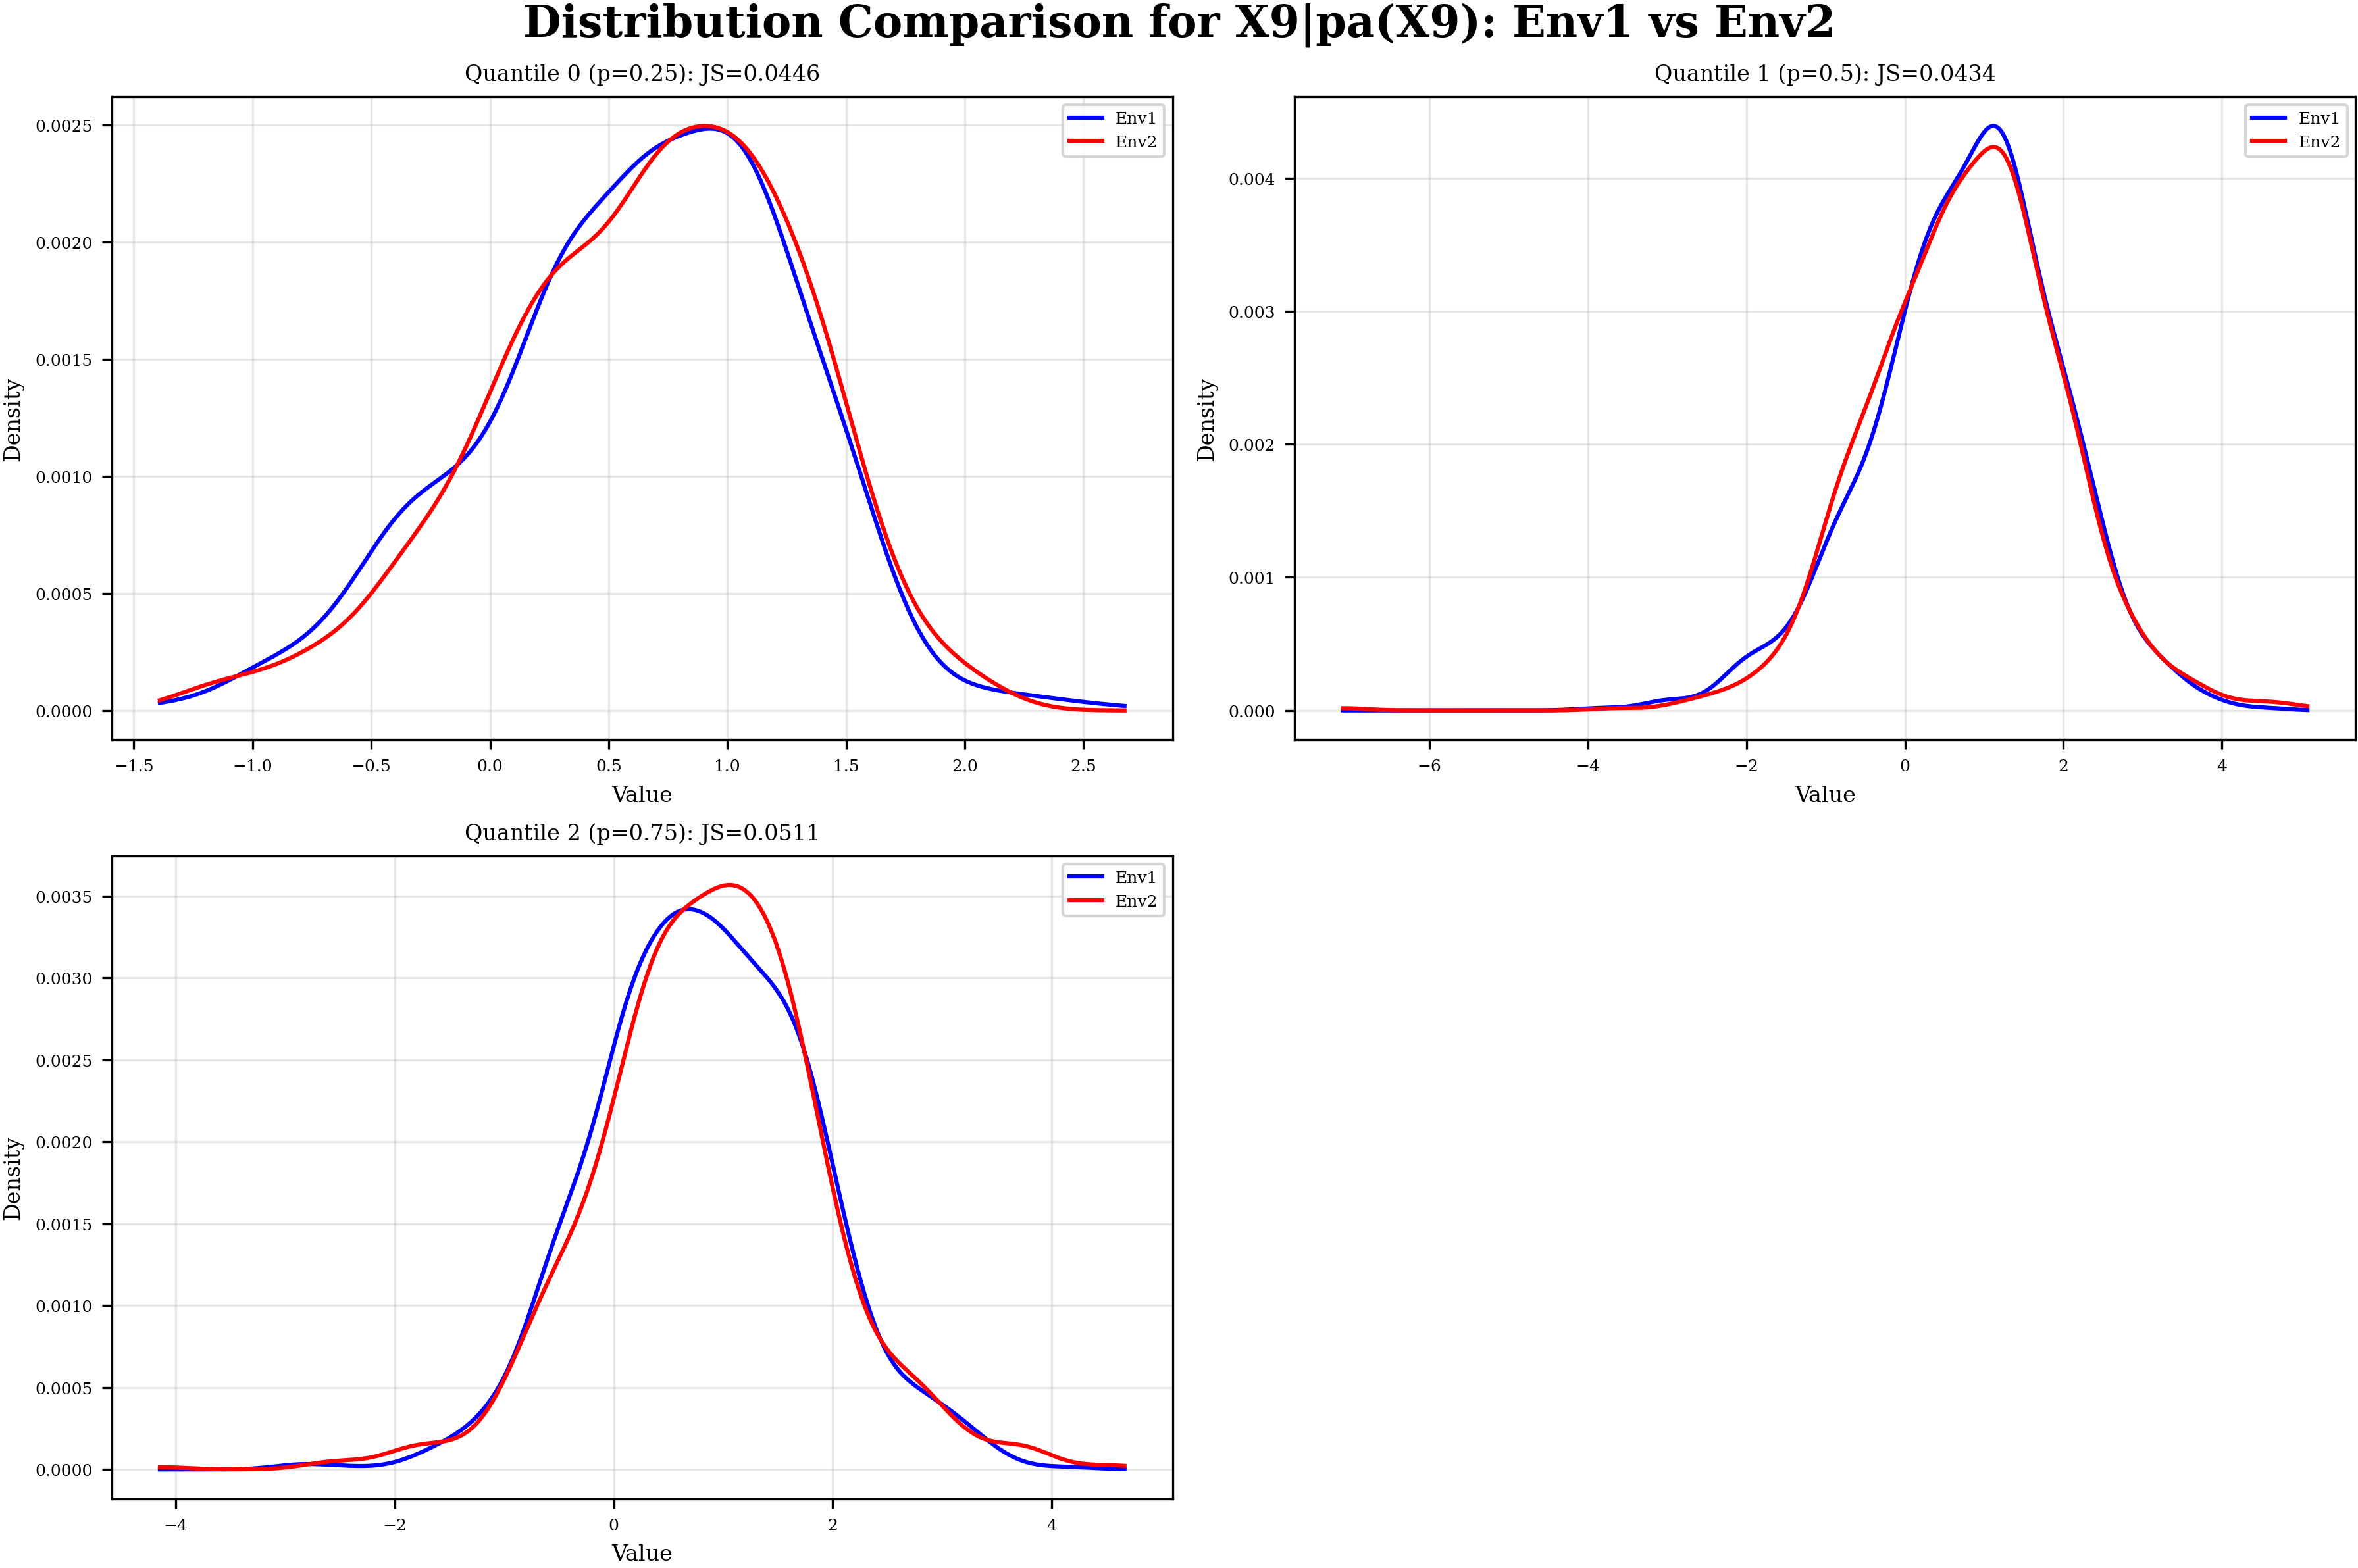 Distribution Comparison for X9|pa(X9): Env1 vs Env2
Quantile 0 (p=0.25): JS=0.0446
Env1
Env2
Density
0.0025
0.0020
0.0015
0.0010
0.0005
0.0000
−1.5 −1.0 −0.5 0.0 0.5 1.0 1.5 2.0 2.5
Value
Quantile 1 (p=0.5): JS=0.0434
Env1
Env2
Density
0.004
0.003
0.002
0.001
0.000
−6 −4 −2 0 2 4
Value
Quantile 2 (p=0.75): JS=0.0511
Env1
Env2
Density
0.0035
0.0030
0.0025
0.0020
0.0015
0.0010
0.0005
0.0000
−4 −2 0 2 4
Value